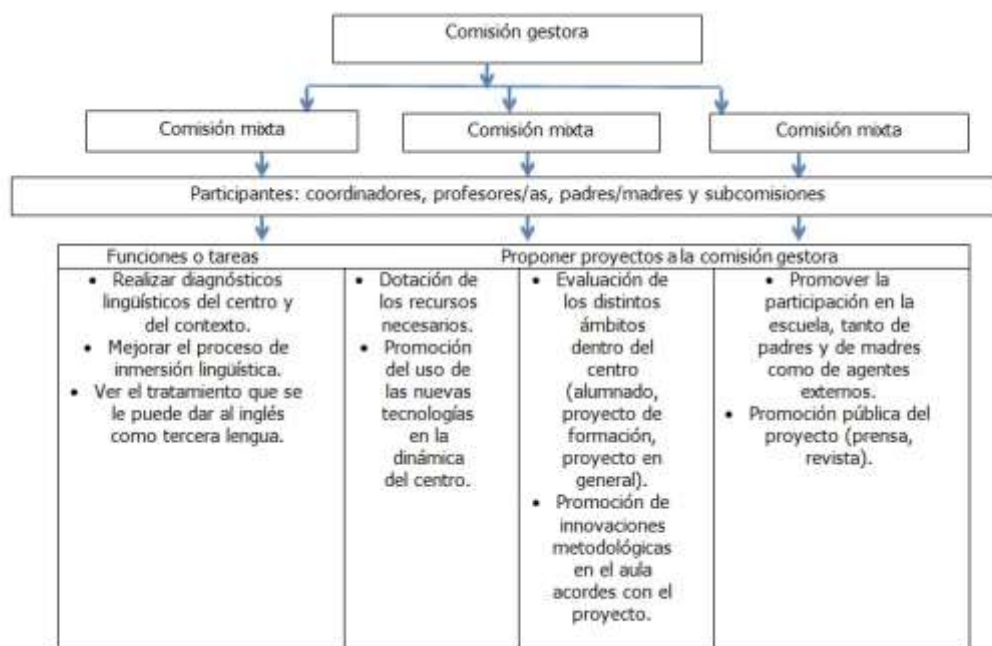 Comisión gestora
Comisión mixta
Comisión mixta
Comisión mixta
Participantes: coordinadores, profesores/as, padres/madres y subcomisiones
Funciones o tareas
Proponer proyectos a la comisión gestora
• Realizar diagnósticos
lingüísticos del centro y
del contexto.
• Mejorar el proceso de
inmersión lingüística.
• Ver el tratamiento que se
le puede dar al inglés
como tercera lengua.
• Dotación de
los recursos
necesarios.
• Promoción
del uso de
las nuevas
tecnologías
en la
dinámica
del centro.
• Evaluación de
los distintos
ámbitos
dentro del
centro
(alumnado,
proyecto de
formación,
proyecto en
general).
• Promoción de
innovaciones
metodológicas
en el aula
acordes con el
proyecto.
• Promover la
participación en la
escuela, tanto de
padres y de madres
como de agentes
externos.
• Promoción pública del
proyecto (prensa,
revista).